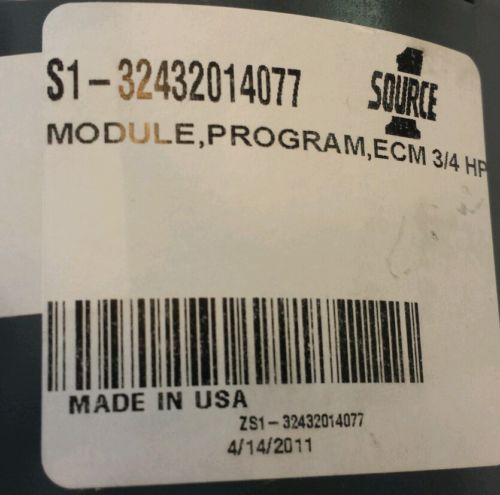 S1-32432014077
SOURCE 1
MODULE,PROGRAM,ECM 3/4 HP
MADE IN USA
ZS1-32432014077
4/14/2011